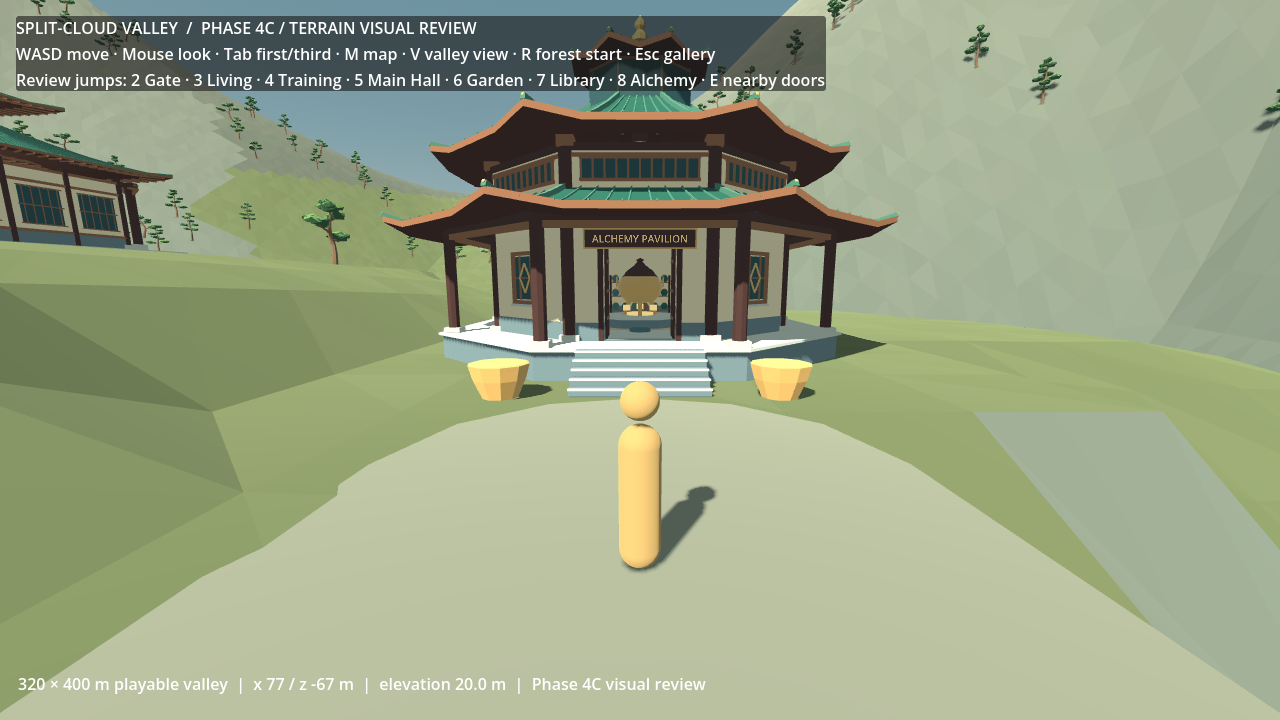 SPLIT-CLOUD VALLEY / PHASE 4C / TERRAIN VISUAL REVIEW
WASD move · Mouse look · Tab first/third · M map · V valley view · R forest start · Esc gallery
Review jumps: 2 Gate · 3 Living · 4 Training · 5 Main Hall · 6 Garden · 7 Library · 8 Alchemy · E nearby doors
ALCHEMY PAVILION
320 × 400 m playable valley | x 77 / z -67 m | elevation 20.0 m | Phase 4C visual review